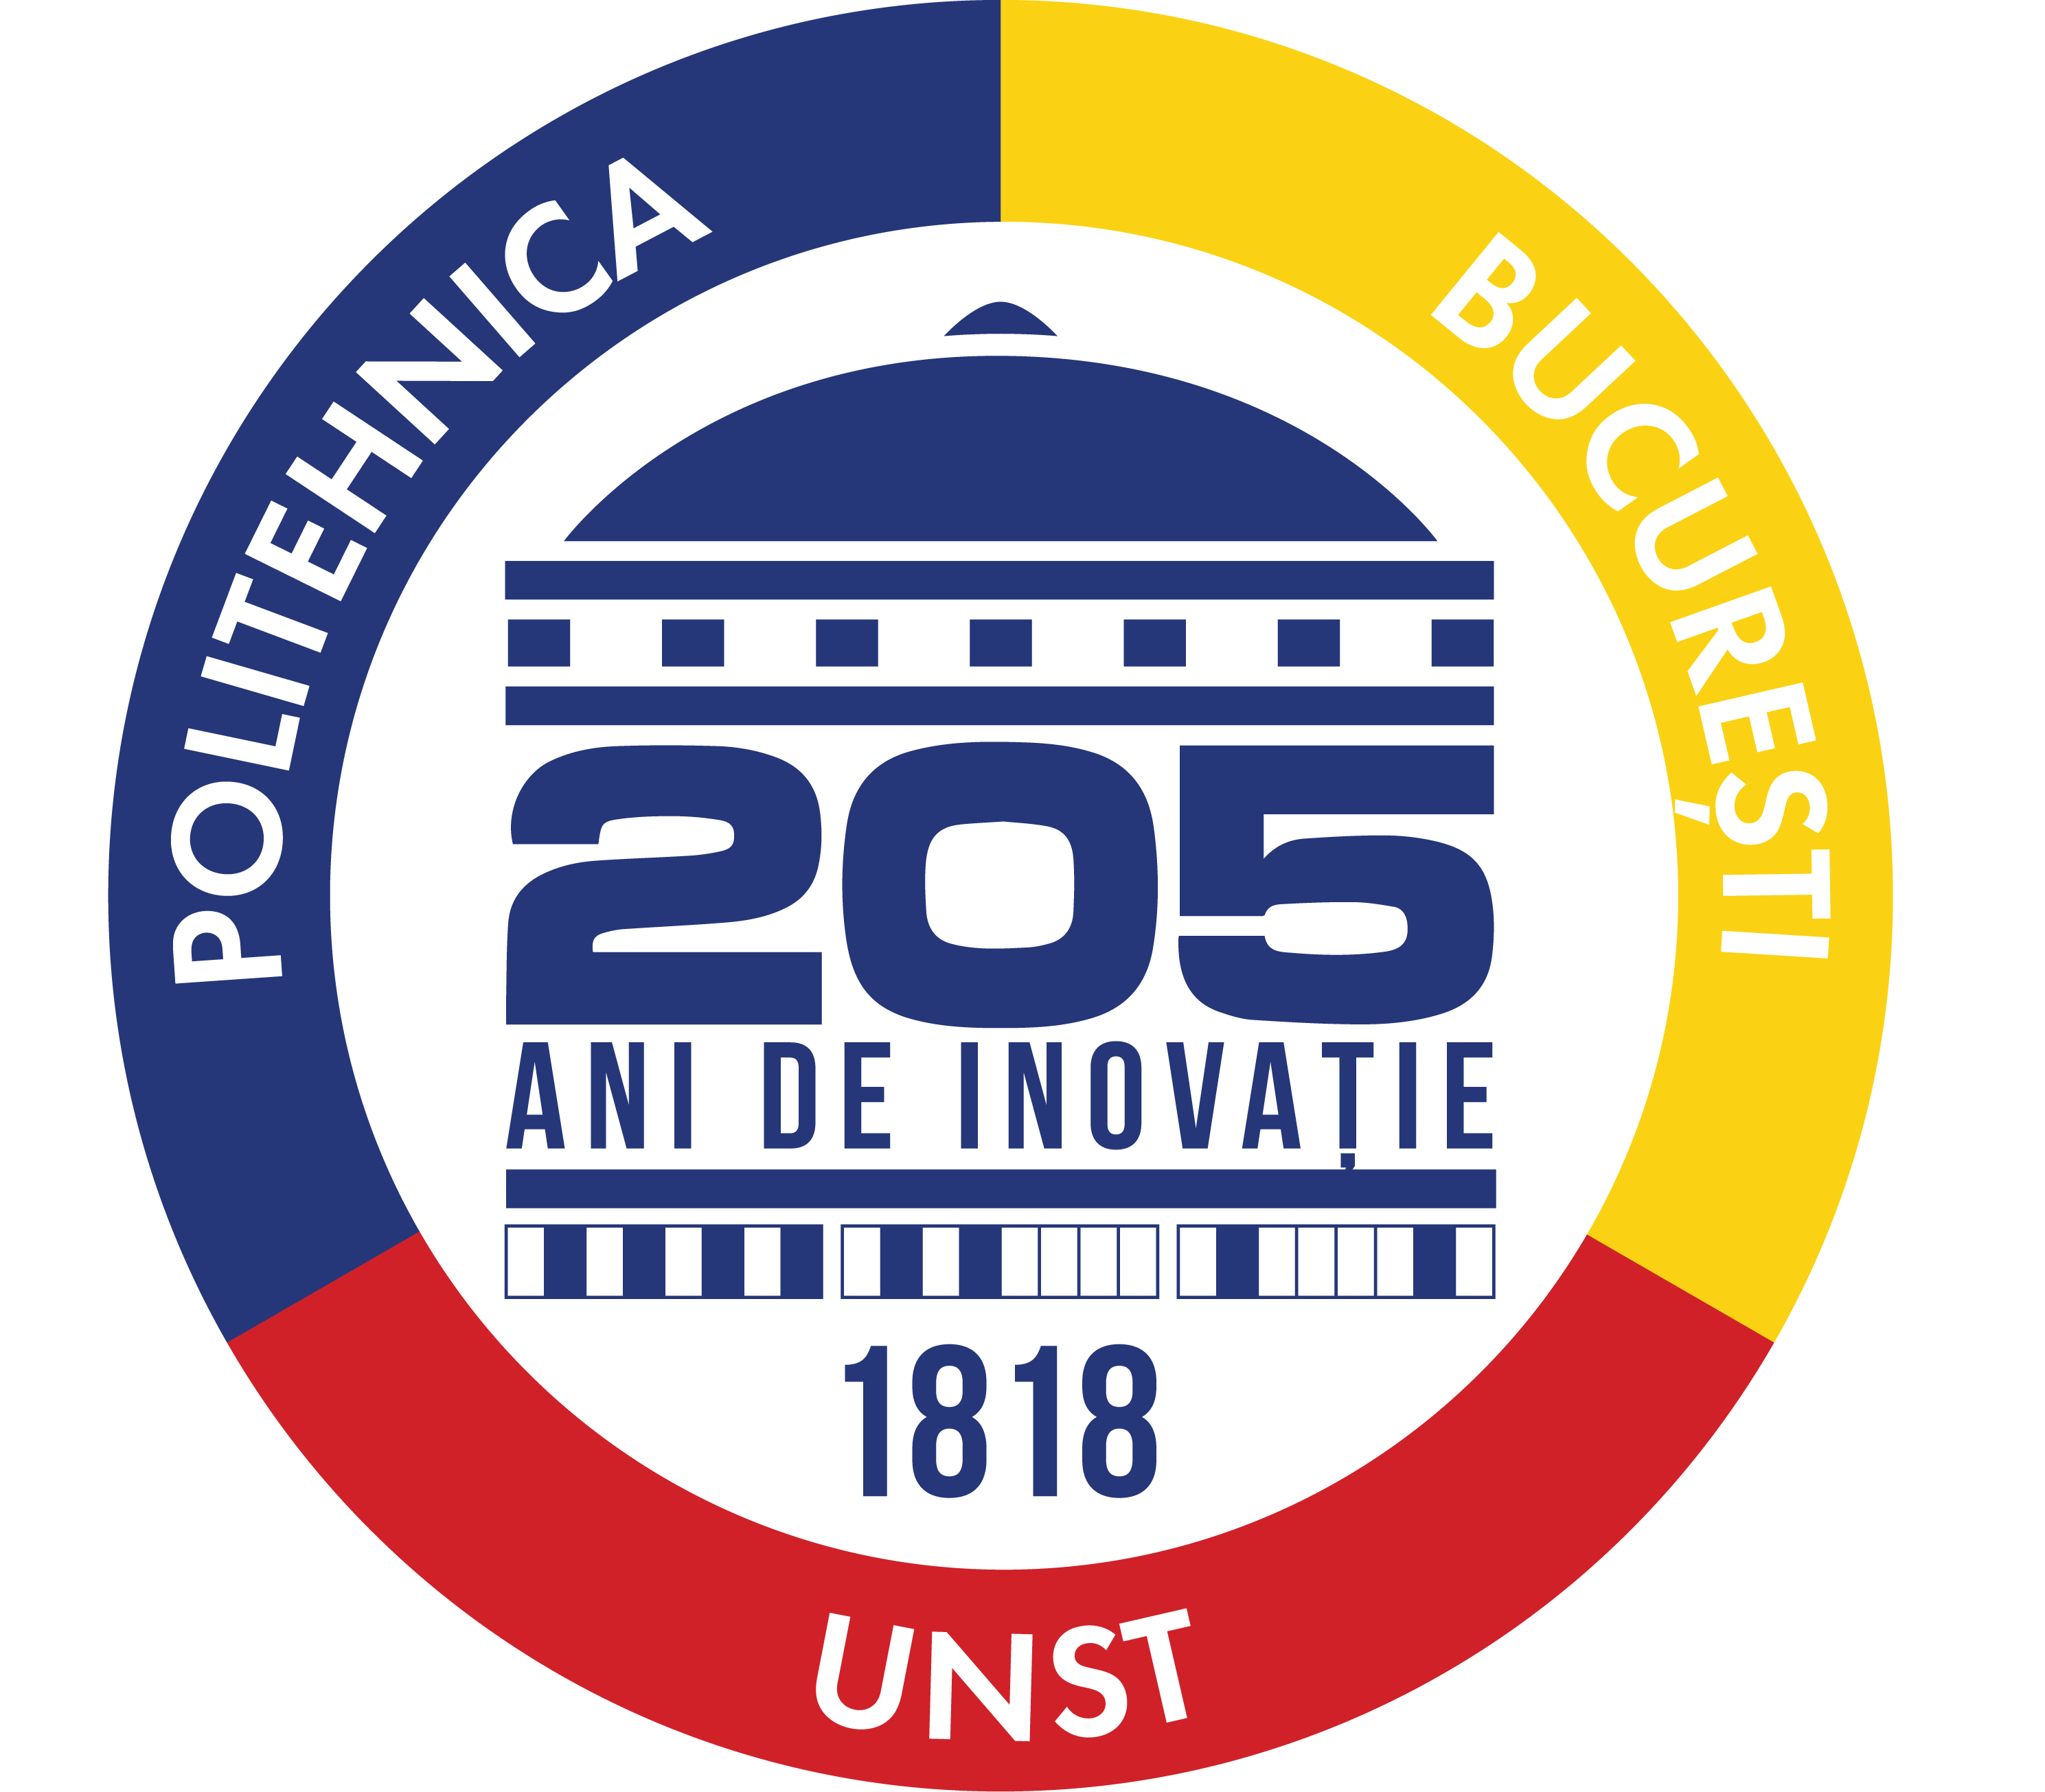 POLITEHNICA
BUCUREȘTI
205
ANI DE INOVAȚIE
1818
UNST